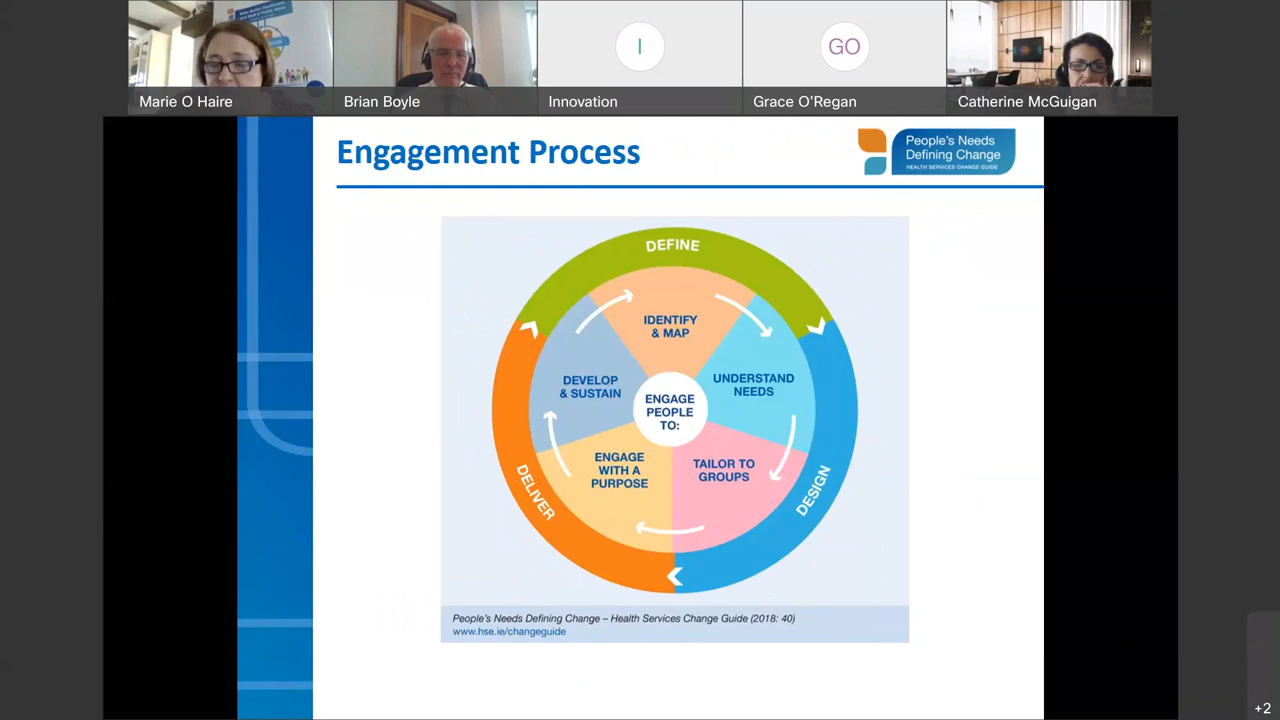 Marie O Haire
Brian Boyle
I
Innovation
GO
Grace O'Regan
Catherine McGuigan
Engagement Process
People's Needs
Defining Change
HEALTH SERVICES CHANGE GUIDE
DEFINE
IDENTIFY
& MAP
UNDERSTAND
NEEDS
DEVELOP
& SUSTAIN
ENGAGE
PEOPLE
TO:
ENGAGE
WITH A
PURPOSE
TAILOR TO
GROUPS
DELIVER
DESIGN
People's Needs Defining Change – Health Services Change Guide (2018: 40)
www.hse.ie/changeguide
+2